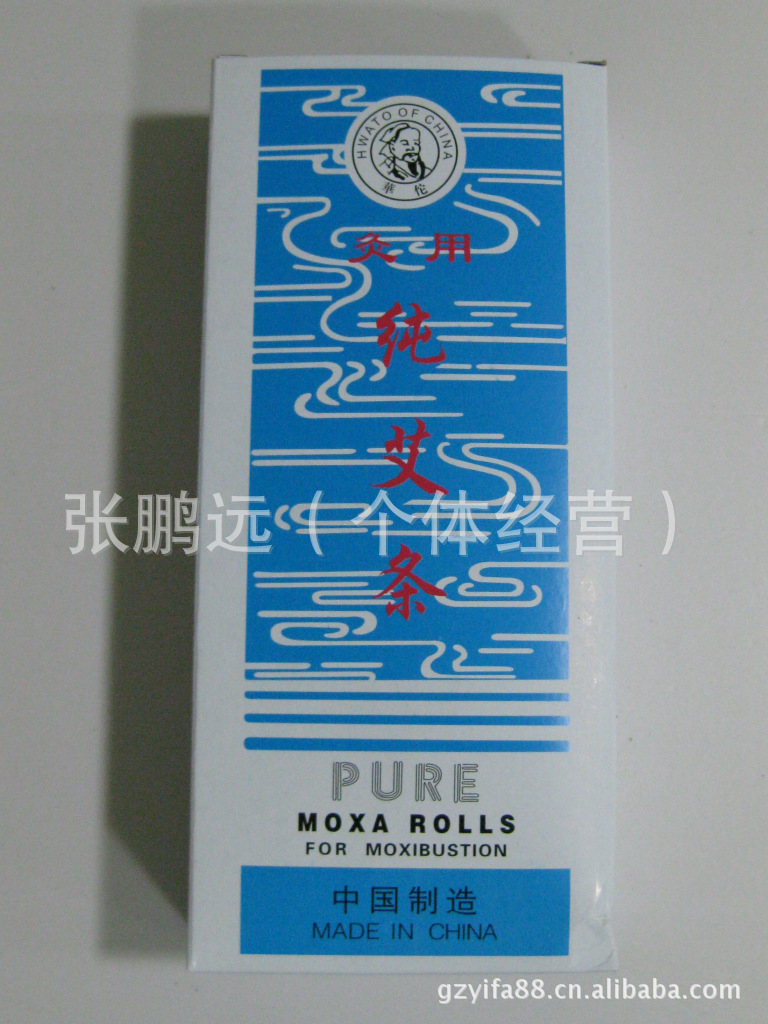 HWATO OF CHINA
華佗
灸用
纯
艾
条
张鹏远（个体经营）
PURE
MOXA ROLLS
FOR MOXIBUSTION
中国制造
MADE IN CHINA
gzyifa88.cn.alibaba.com